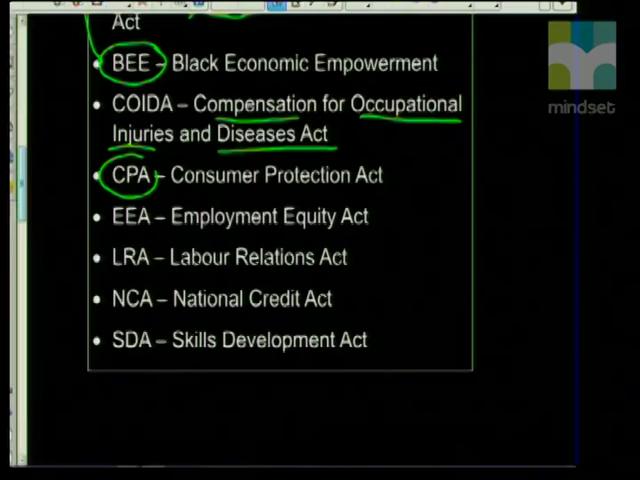 Act
• BEE – Black Economic Empowerment
• COIDA – Compensation for Occupational
Injuries and Diseases Act
• CPA – Consumer Protection Act
• EEA – Employment Equity Act
• LRA – Labour Relations Act
• NCA – National Credit Act
• SDA – Skills Development Act
mindset